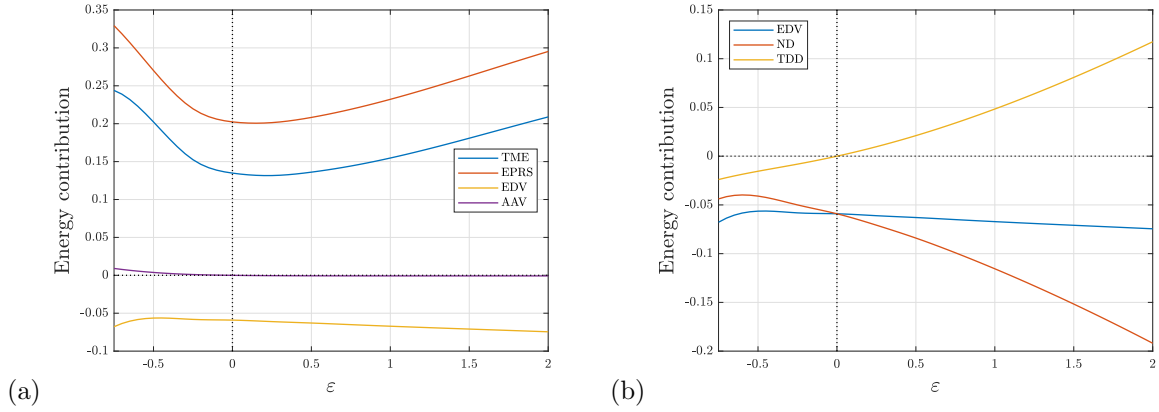 0.35
0.3
0.25
0.2
0.15
0.1
0.05
0
-0.05
-0.1
Energy contribution
TME
EPRS
EDV
AAV
-0.5
0
0.5
1
1.5
2
ε
(a)
0.15
0.1
0.05
0
-0.05
-0.1
-0.15
-0.2
Energy contribution
EDV
ND
TDD
-0.5
0
0.5
1
1.5
2
ε
(b)